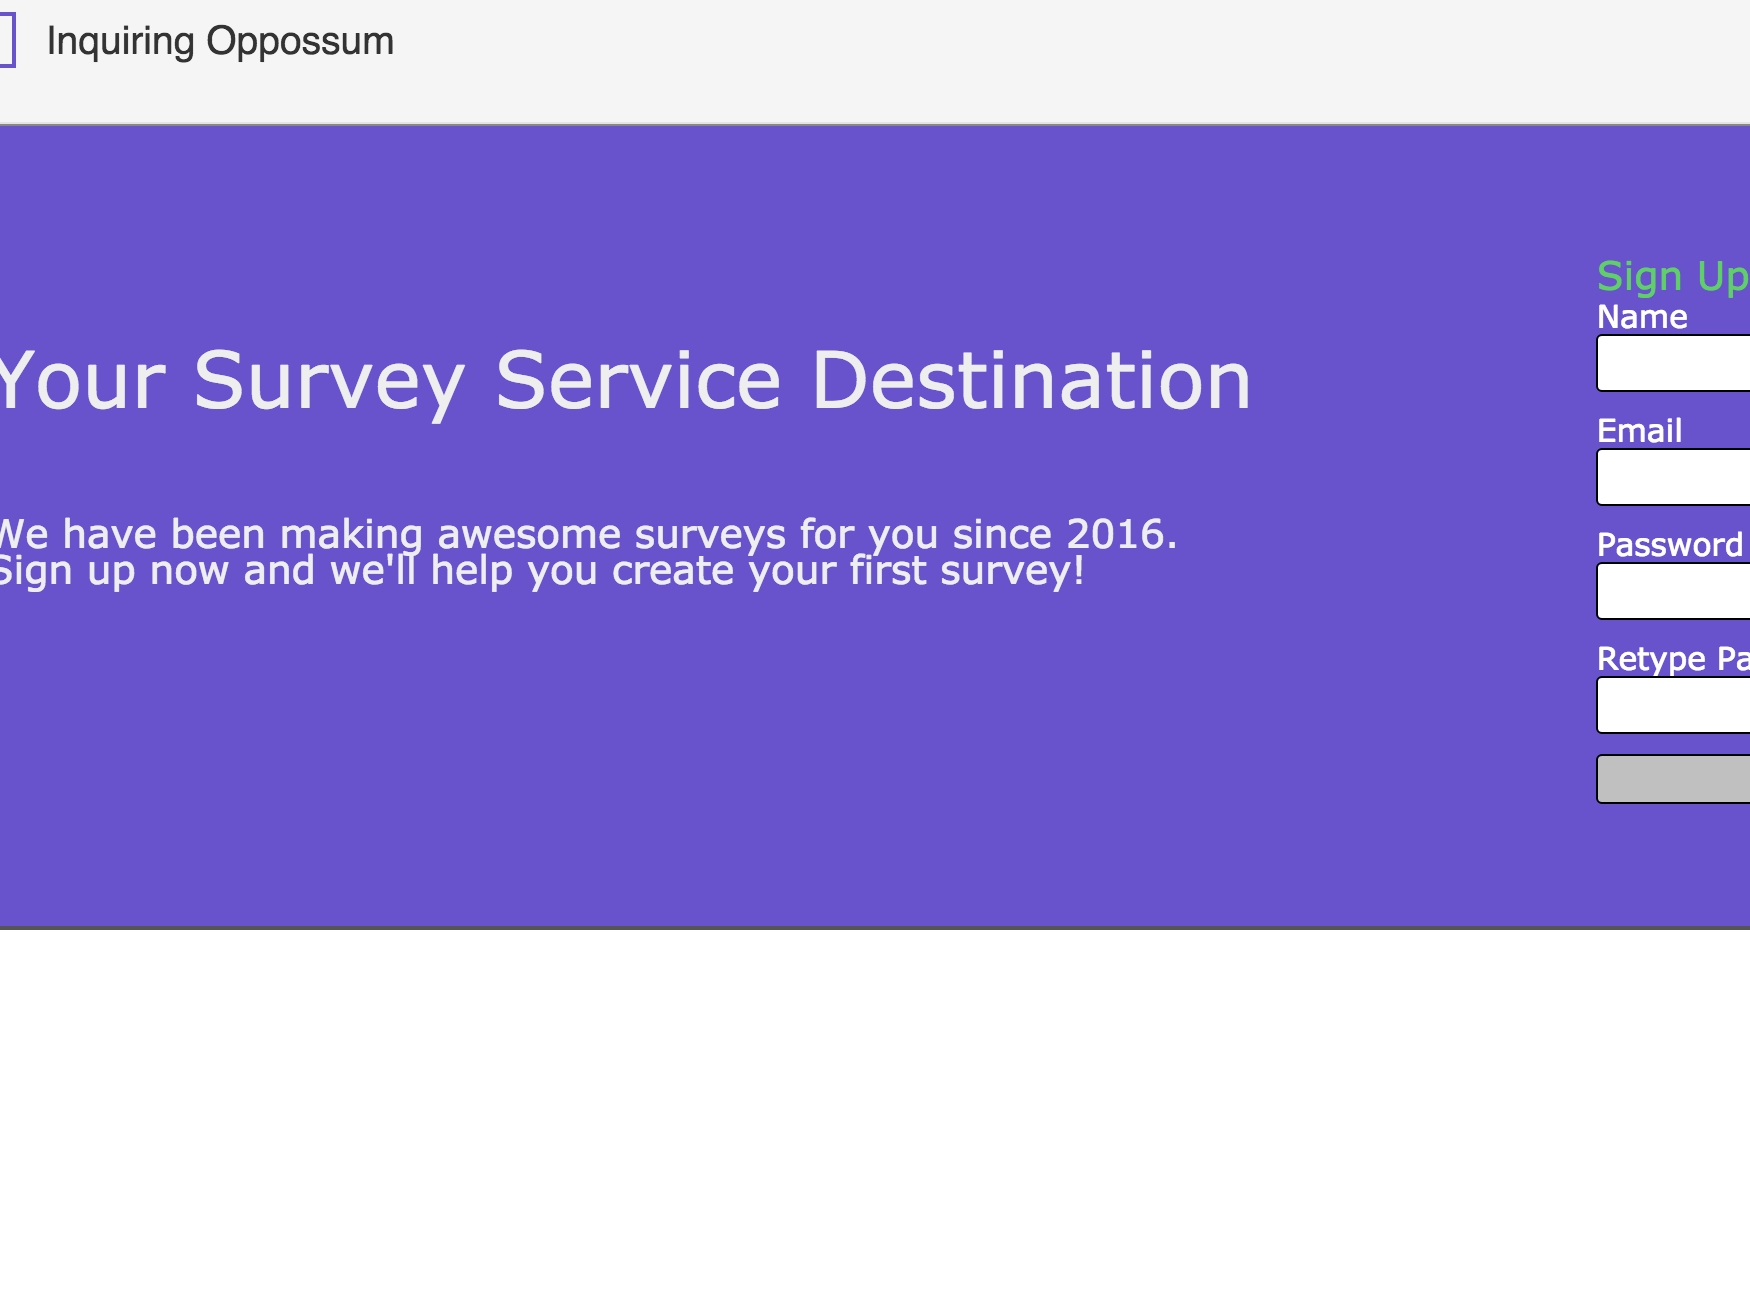 Inquiring Oppossum
Your Survey Service Destination
We have been making awesome surveys for you since 2016.
Sign up now and we'll help you create your first survey!
Sign Up
Name
Email
Password
Retype Pa